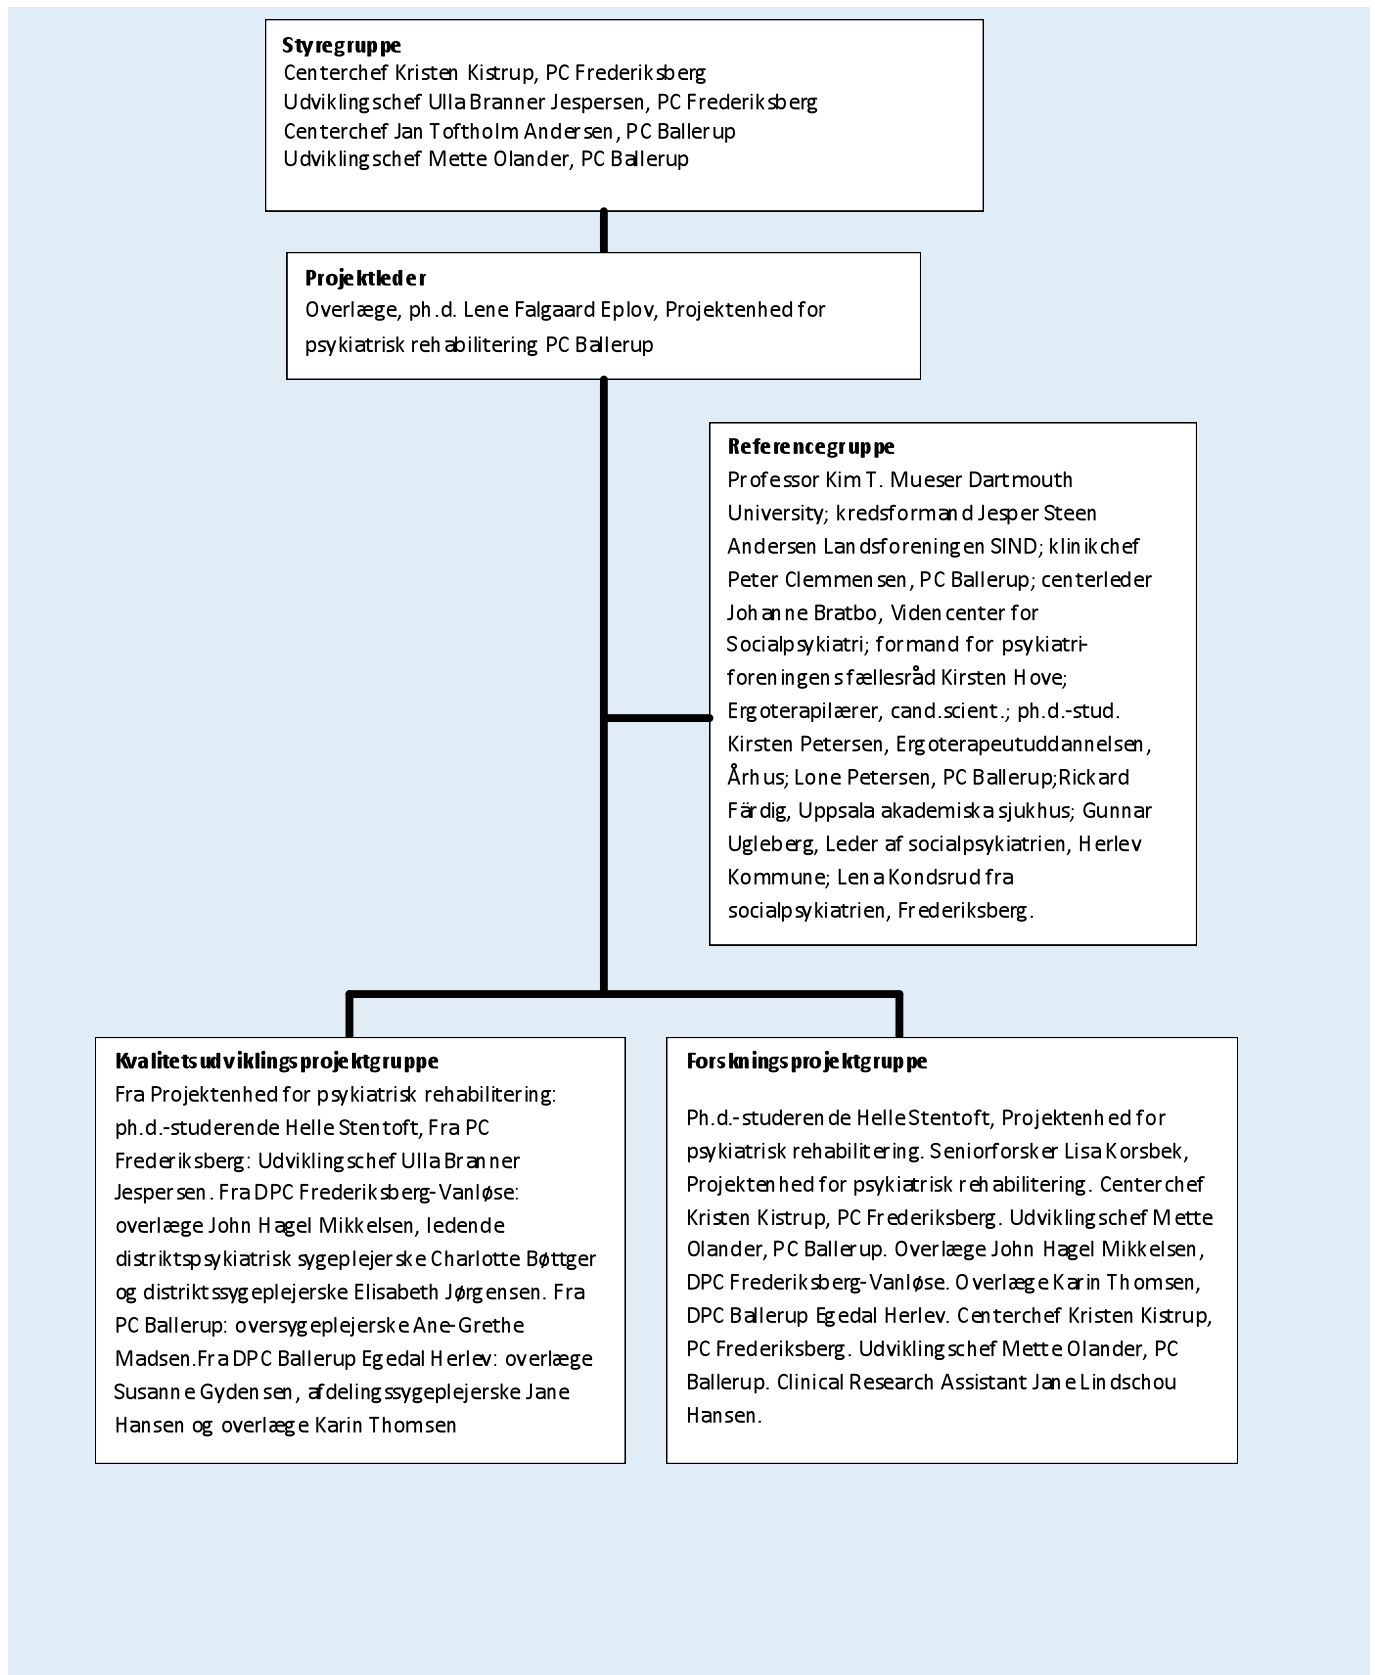 Styregruppe
Centerchef Kristen Kistrup, PC Frederiksberg
Udviklingschef Ulla Branner Jespersen, PC Frederiksberg
Centerchef Jan Toftholm Andersen, PC Ballerup
Udviklingschef Mette Olander, PC Ballerup
Projektleder
Overlæge, ph.d. Lene Falgaard Eplov, Projektenhed for
psykiatrisk rehabilitering PC Ballerup
Referencegruppe
Professor Kim T. Mueser Dartmouth
University; kredsformand Jesper Steen
Andersen Landsforeningen SIND; klinikchef
Peter Clemmensen, PC Ballerup; centerleder
Johanne Bratbo, Videncenter for
Socialpsykiatri; formand for psykiatri-
foreningens fællesråd Kirsten Hove;
Ergoterapilærer, cand.scient.; ph.d.-stud.
Kirsten Petersen, Ergoterapeutuddannelsen,
Århus; Lone Petersen, PC Ballerup;Rickard
Färdig, Uppsala akademiska sjukhus; Gunnar
Ugleberg, Leder af socialpsykiatrien, Herlev
Kommune; Lena Kondsrud fra
socialpsykiatrien, Frederiksberg.
Kvalitetsudviklingsprojektgruppe
Fra Projektenhed for psykiatrisk rehabilitering:
ph.d.-studerende Helle Stentoft, Fra PC
Frederiksberg: Udviklingschef Ulla Branner
Jespersen. Fra DPC Frederiksberg-Vanløse:
overlæge John Hagel Mikkelsen, ledende
distriktspsykiatrisk sygeplejerske Charlotte Bøttger
og distriktssygeplejerske Elisabeth Jørgensen. Fra
PC Ballerup: oversygeplejerske Ane-Grethe
Madsen.Fra DPC Ballerup Egedal Herlev: overlæge
Susanne Gydensen, afdelingssygeplejerske Jane
Hansen og overlæge Karin Thomsen
Forskningsprojektgruppe
Ph.d.-studerende Helle Stentoft, Projektenhed for
psykiatrisk rehabilitering. Seniorforsker Lisa Korsbek,
Projektenhed for psykiatrisk rehabilitering. Centerchef
Kristen Kistrup, PC Frederiksberg. Udviklingschef Mette
Olander, PC Ballerup. Overlæge John Hagel Mikkelsen,
DPC Frederiksberg-Vanløse. Overlæge Karin Thomsen,
DPC Ballerup Egedal Herlev. Centerchef Kristen Kistrup,
PC Frederiksberg. Udviklingschef Mette Olander, PC
Ballerup. Clinical Research Assistant Jane Lindschou
Hansen.